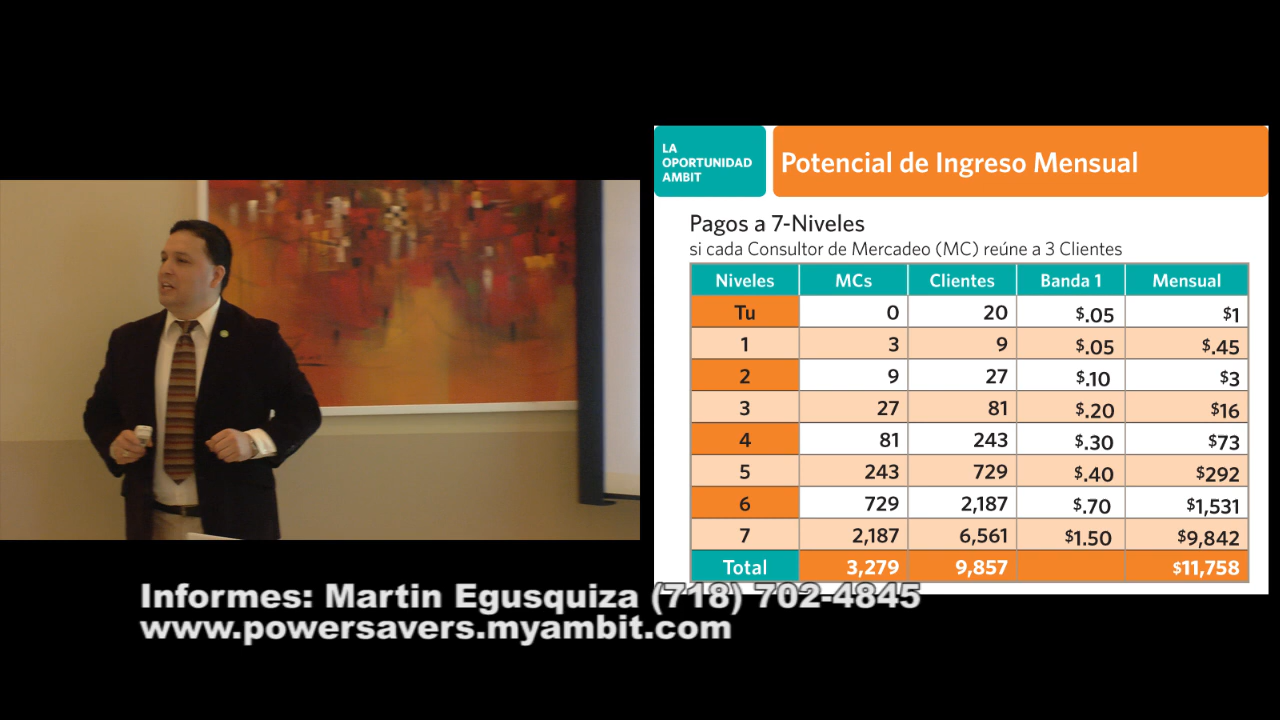 LA
OPORTUNIDAD
AMBIT
Potencial de Ingreso Mensual
Pagos a 7-Niveles
si cada Consultor de Mercadeo (MC) reúne a 3 Clientes
Niveles MCs Clientes Banda 1 Mensual
Tu 0 20 $.05 $1
1 3 9 $.05 $.45
2 9 27 $.10 $3
3 27 81 $.20 $16
4 81 243 $.30 $73
5 243 729 $.40 $292
6 729 2,187 $.70 $1,531
7 2,187 6,561 $1.50 $9,842
Total 3,279 9,857 $11,758
Informes: Martin Egusquiza (718) 702-4845
www.powersavers.myambit.com